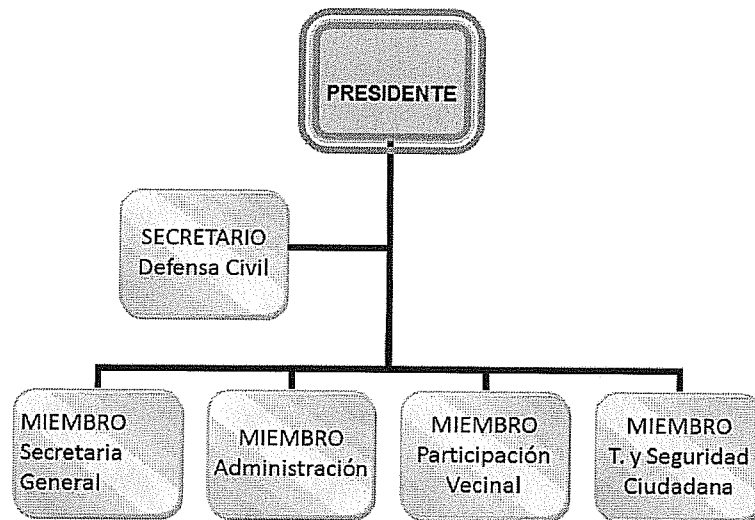 PRESIDENTE
SECRETARIO
Defensa Civil
MIEMBRO
Secretaria
General
MIEMBRO
Administración
MIEMBRO
Participación
Vecinal
MIEMBRO
T. y Seguridad
Ciudadana